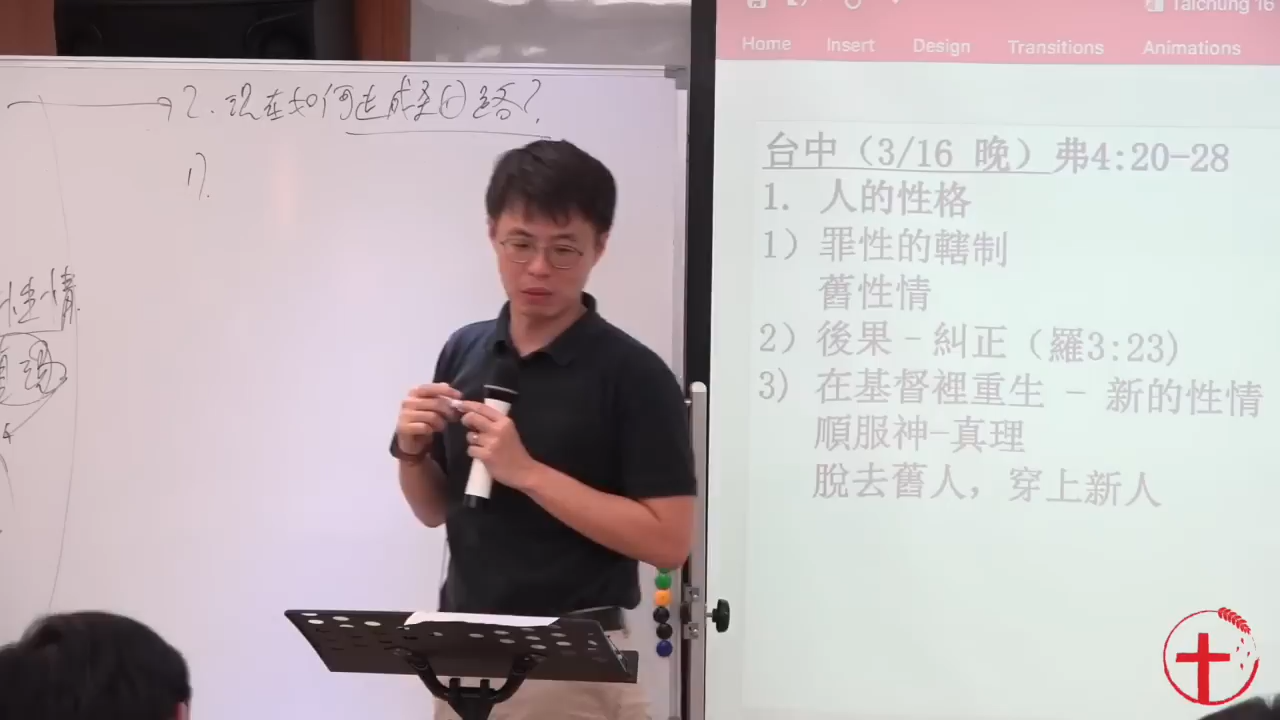 2. 現在如何走成聖的路?
1).
性情
Taichung 16
Home Insert Design Transitions Animations
台中（3/16 晚）弗4:20-28
1. 人的性格
1）罪性的轄制
舊性情
2）後果-糾正（羅3:23)
3）在基督裡重生 - 新的性情
順服神-真理
脫去舊人，穿上新人